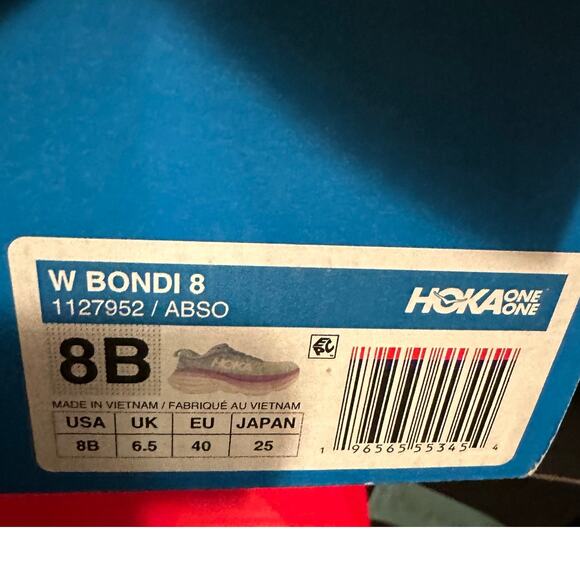 W BONDI 8
1127952 / ABSO
HOKA ONE ONE
8B
EPC
MADE IN VIETNAM / FABRIQUÉ AU VIETNAM
USA UK EU JAPAN
8B 6.5 40 25
1 96565 55345 4